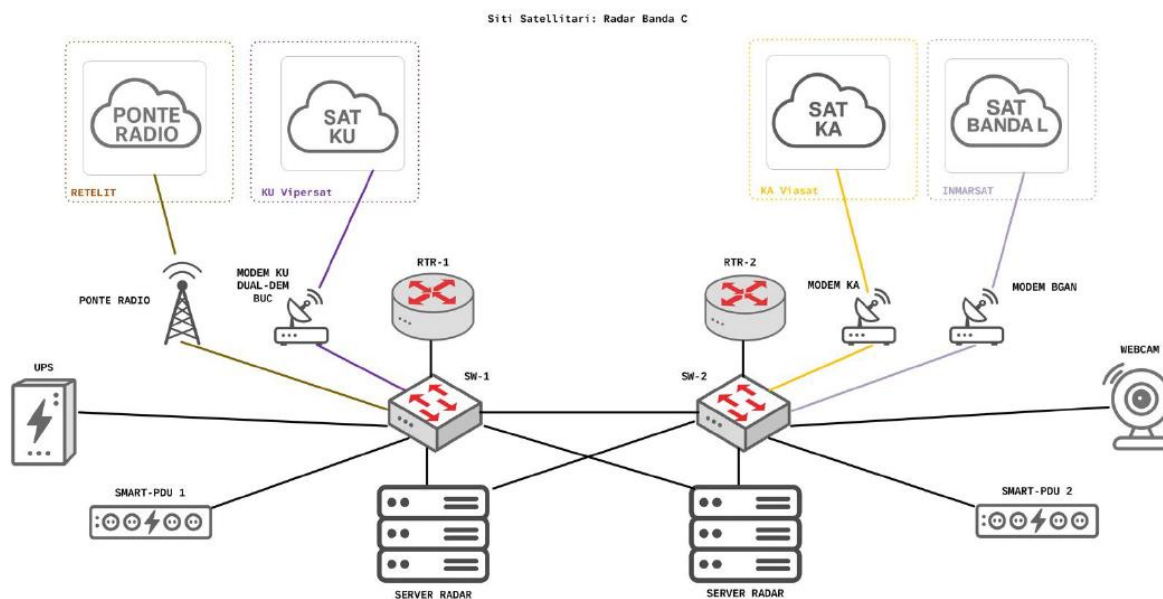 Siti Satellitari: Radar Banda C
PONTE
RADIO
RETELIT
SAT
KU
KU Vipersat
SAT
KA
KA Viasat
SAT
BANDA L
INMARSAT
PONTE RADIO
MODEM KU
DUAL-DEM
BUC
RTR-1
RTR-2
MODEM KA
MODEM BGAN
UPS
SW-1
SW-2
WEBCAM
SMART-PDU 1
SMART-PDU 2
SERVER RADAR
SERVER RADAR